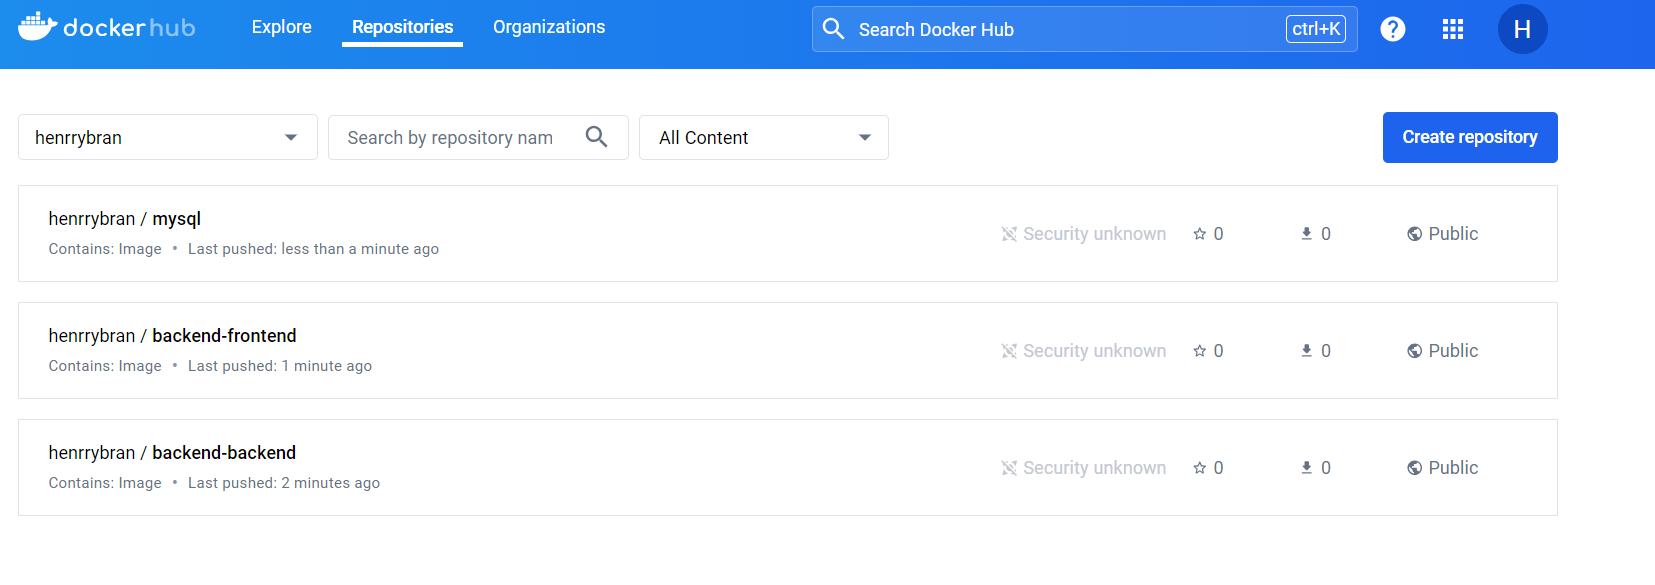 docker hub Explore Repositories Organizations Search Docker Hub ctrl+K ? H
henrrybran Search by repository nam All Content Create repository
henrrybran / mysql
Contains: Image • Last pushed: less than a minute ago
Security unknown 0 0 Public
henrrybran / backend-frontend
Contains: Image • Last pushed: 1 minute ago
Security unknown 0 0 Public
henrrybran / backend-backend
Contains: Image • Last pushed: 2 minutes ago
Security unknown 0 0 Public